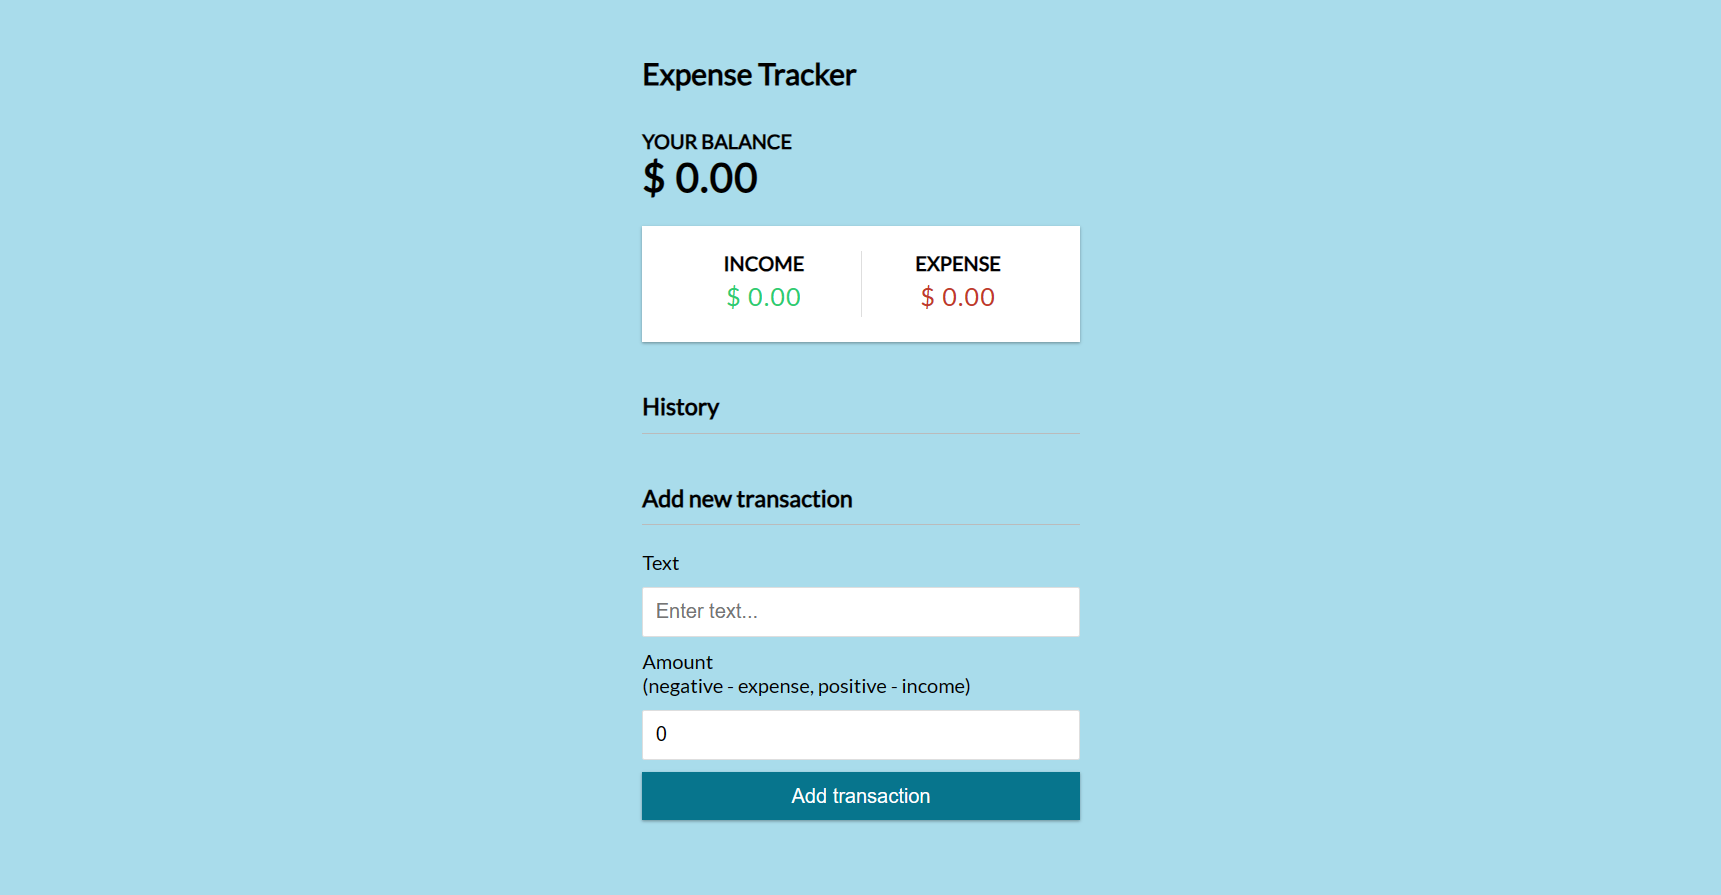 Expense Tracker
YOUR BALANCE
$ 0.00
INCOME
$ 0.00
EXPENSE
$ 0.00
History
Add new transaction
Text
Enter text...
Amount
(negative - expense, positive - income)
0
Add transaction